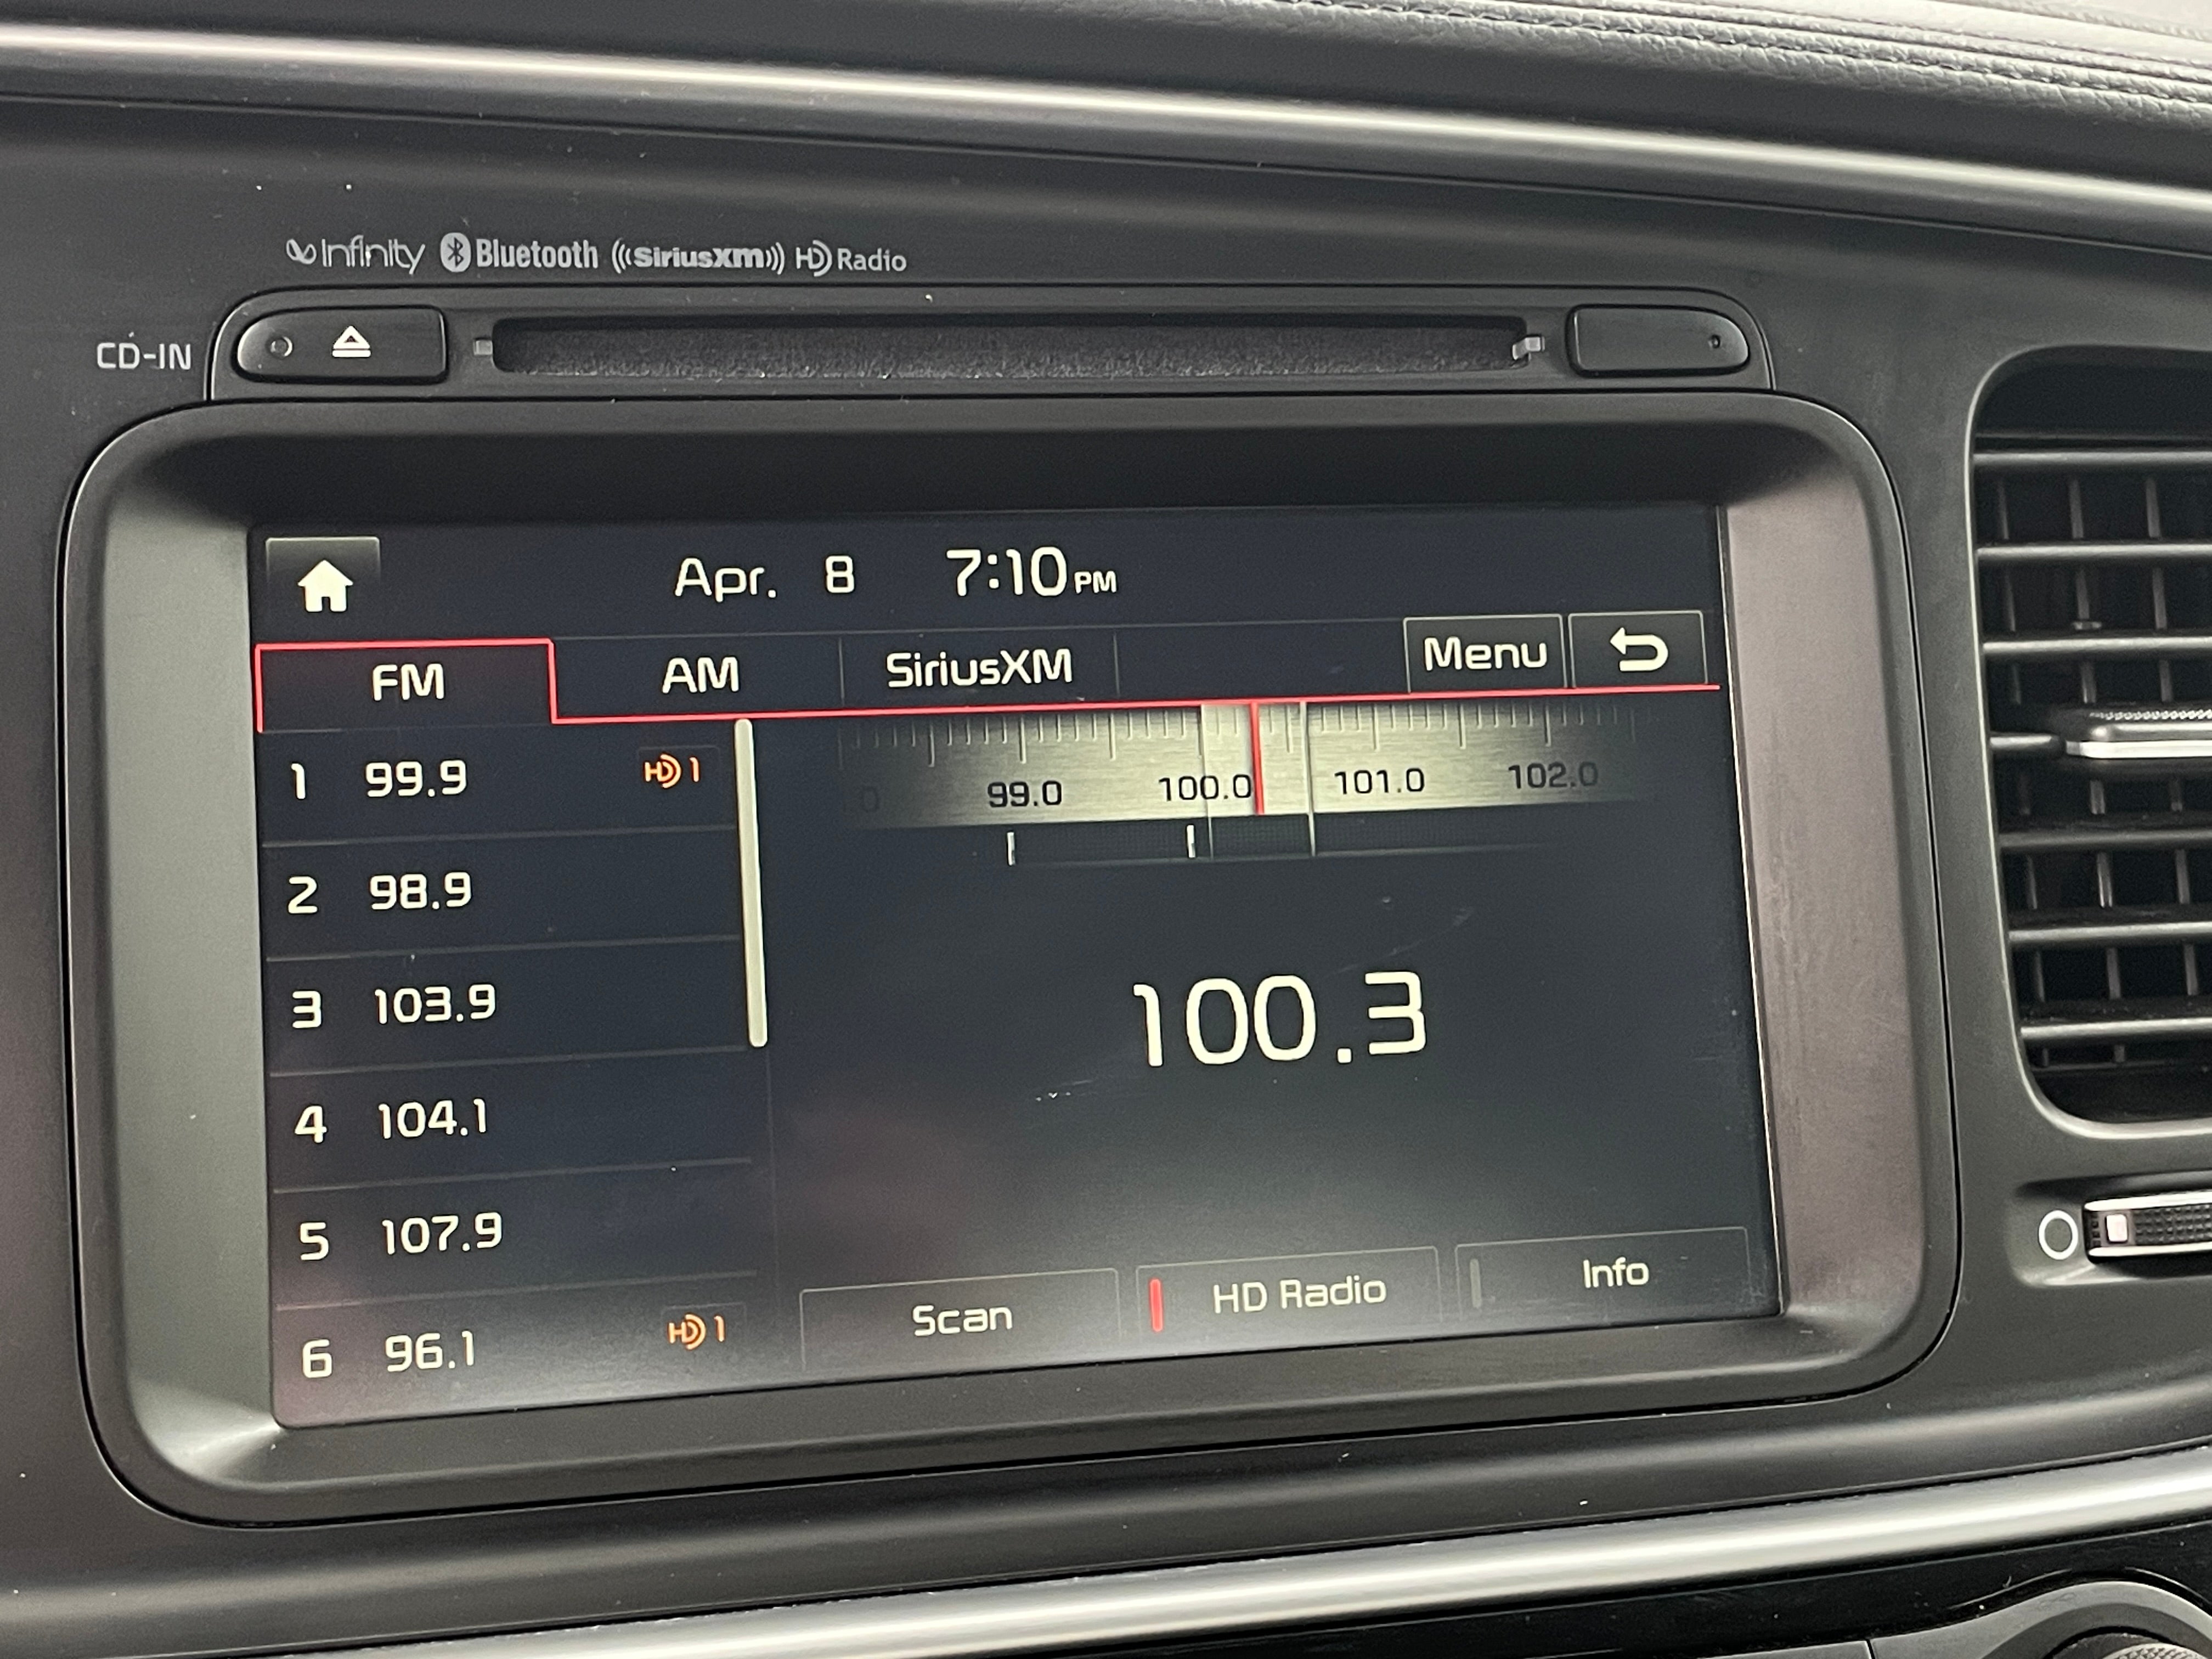 Infinity Bluetooth SiriusXM HD Radio
CD-IN
Apr. 8 7:10 PM
FM AM SiriusXM Menu
99.0 100.0 101.0 102.0
1 99.9 HD 1
2 98.9
3 103.9
100.3
4 104.1
5 107.9
6 96.1 HD 1
Scan HD Radio Info